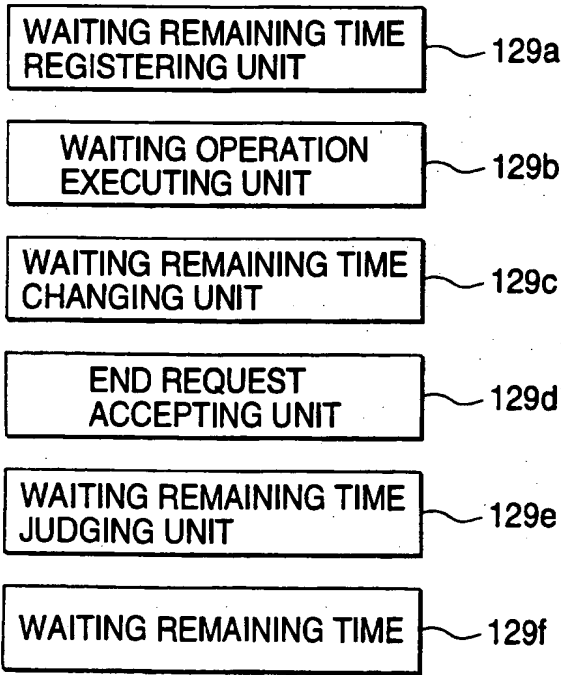 WAITING REMAINING TIME
REGISTERING UNIT
129a
WAITING OPERATION
EXECUTING UNIT
129b
WAITING REMAINING TIME
CHANGING UNIT
129c
END REQUEST
ACCEPTING UNIT
129d
WAITING REMAINING TIME
JUDGING UNIT
129e
WAITING REMAINING TIME
129f